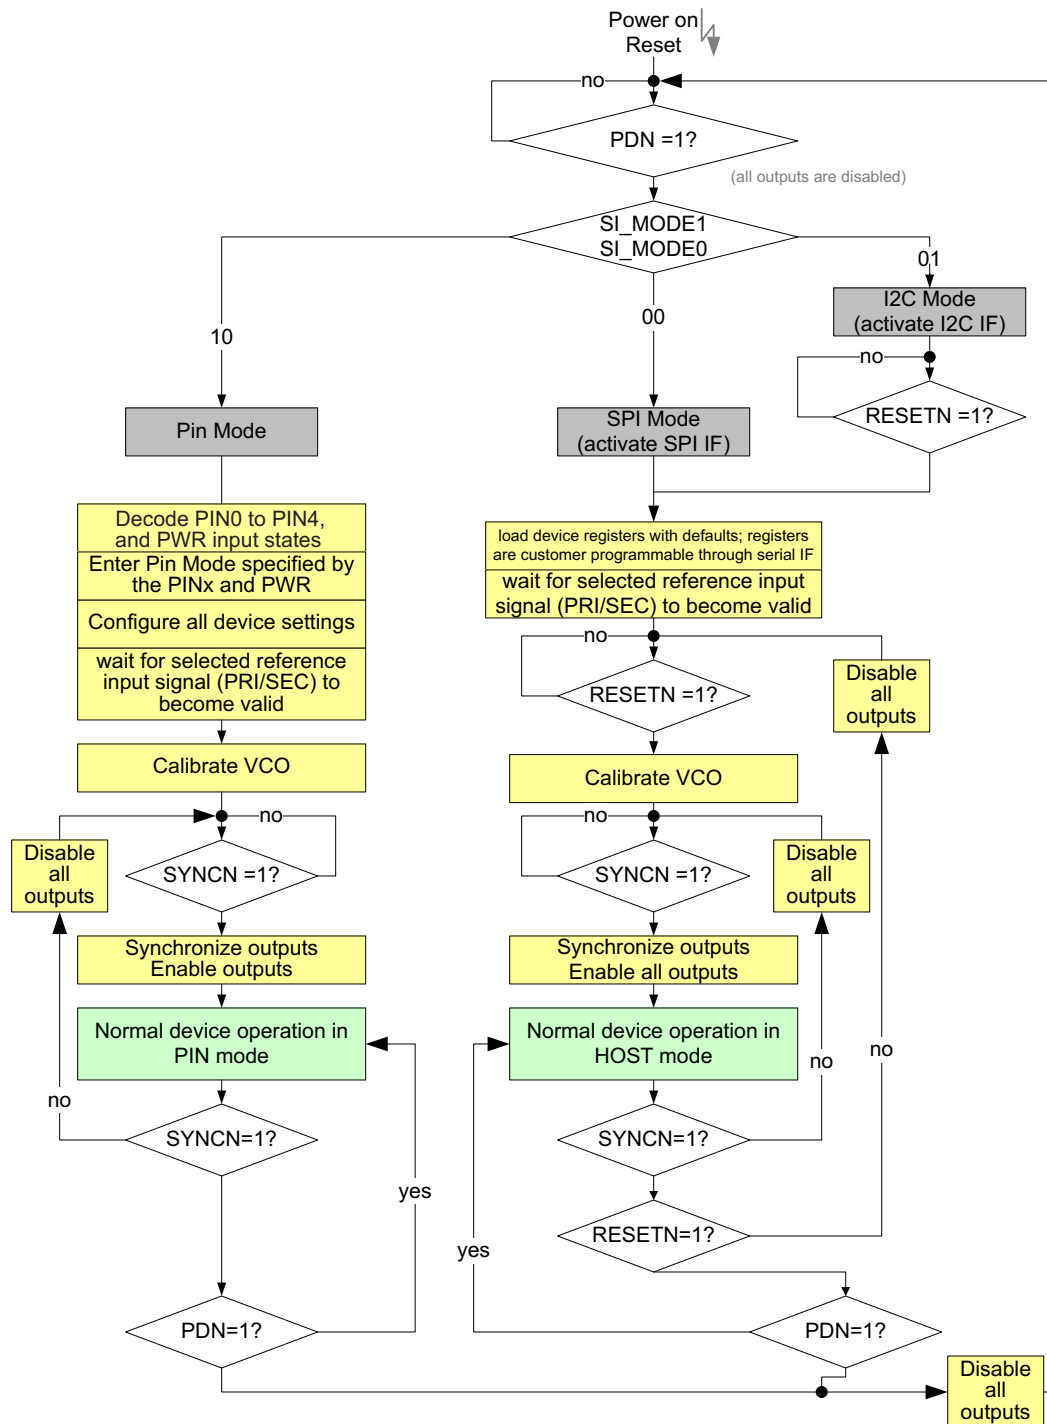 Power on
Reset
no
PDN =1?
(all outputs are disabled)
SI_MODE1
SI_MODE0
01
I2C Mode
(activate I2C IF)
10
00
no
RESETN =1?
Pin Mode
SPI Mode
(activate SPI IF)
Decode PIN0 to PIN4,
and PWR input states
Enter Pin Mode specified by
the PINx and PWR
Configure all device settings
wait for selected reference
input signal (PRI/SEC) to
become valid
load device registers with defaults; registers
are customer programmable through serial IF
wait for selected reference input
signal (PRI/SEC) to become valid
no
RESETN =1?
Disable
all
outputs
Calibrate VCO
Calibrate VCO
no
no
Disable
all
outputs
SYNCN =1?
SYNCN =1?
Disable
all
outputs
Synchronize outputs
Enable outputs
Synchronize outputs
Enable all outputs
Normal device operation in
PIN mode
Normal device operation in
HOST mode
no
no
no
SYNCN=1?
SYNCN=1?
yes
RESETN=1?
yes
PDN=1?
PDN=1?
Disable
all
outputs